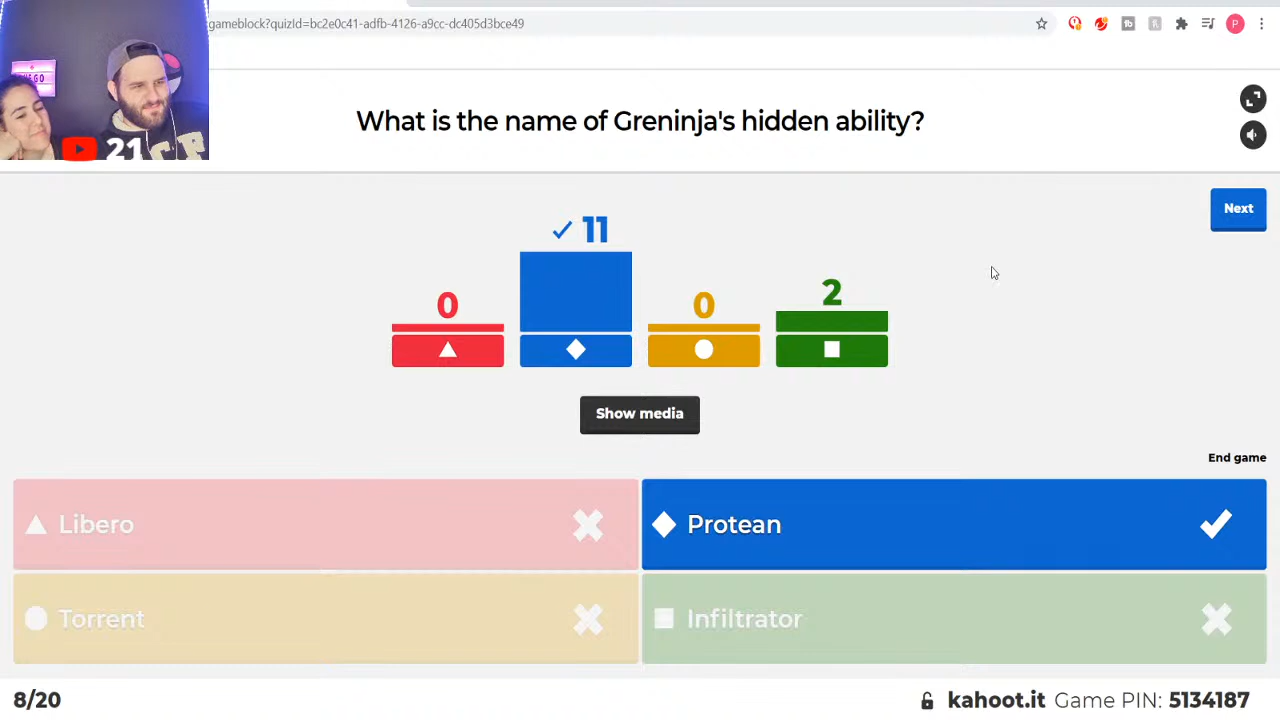 gameblock?quizId=bc2e0c41-adfb-4126-a9cc-dc405d3bce49
P
21
What is the name of Greninja's hidden ability?
Next
0
11
0
2
Show media
End game
Libero
Protean
Torrent
Infiltrator
8/20
kahoot.it Game PIN: 5134187